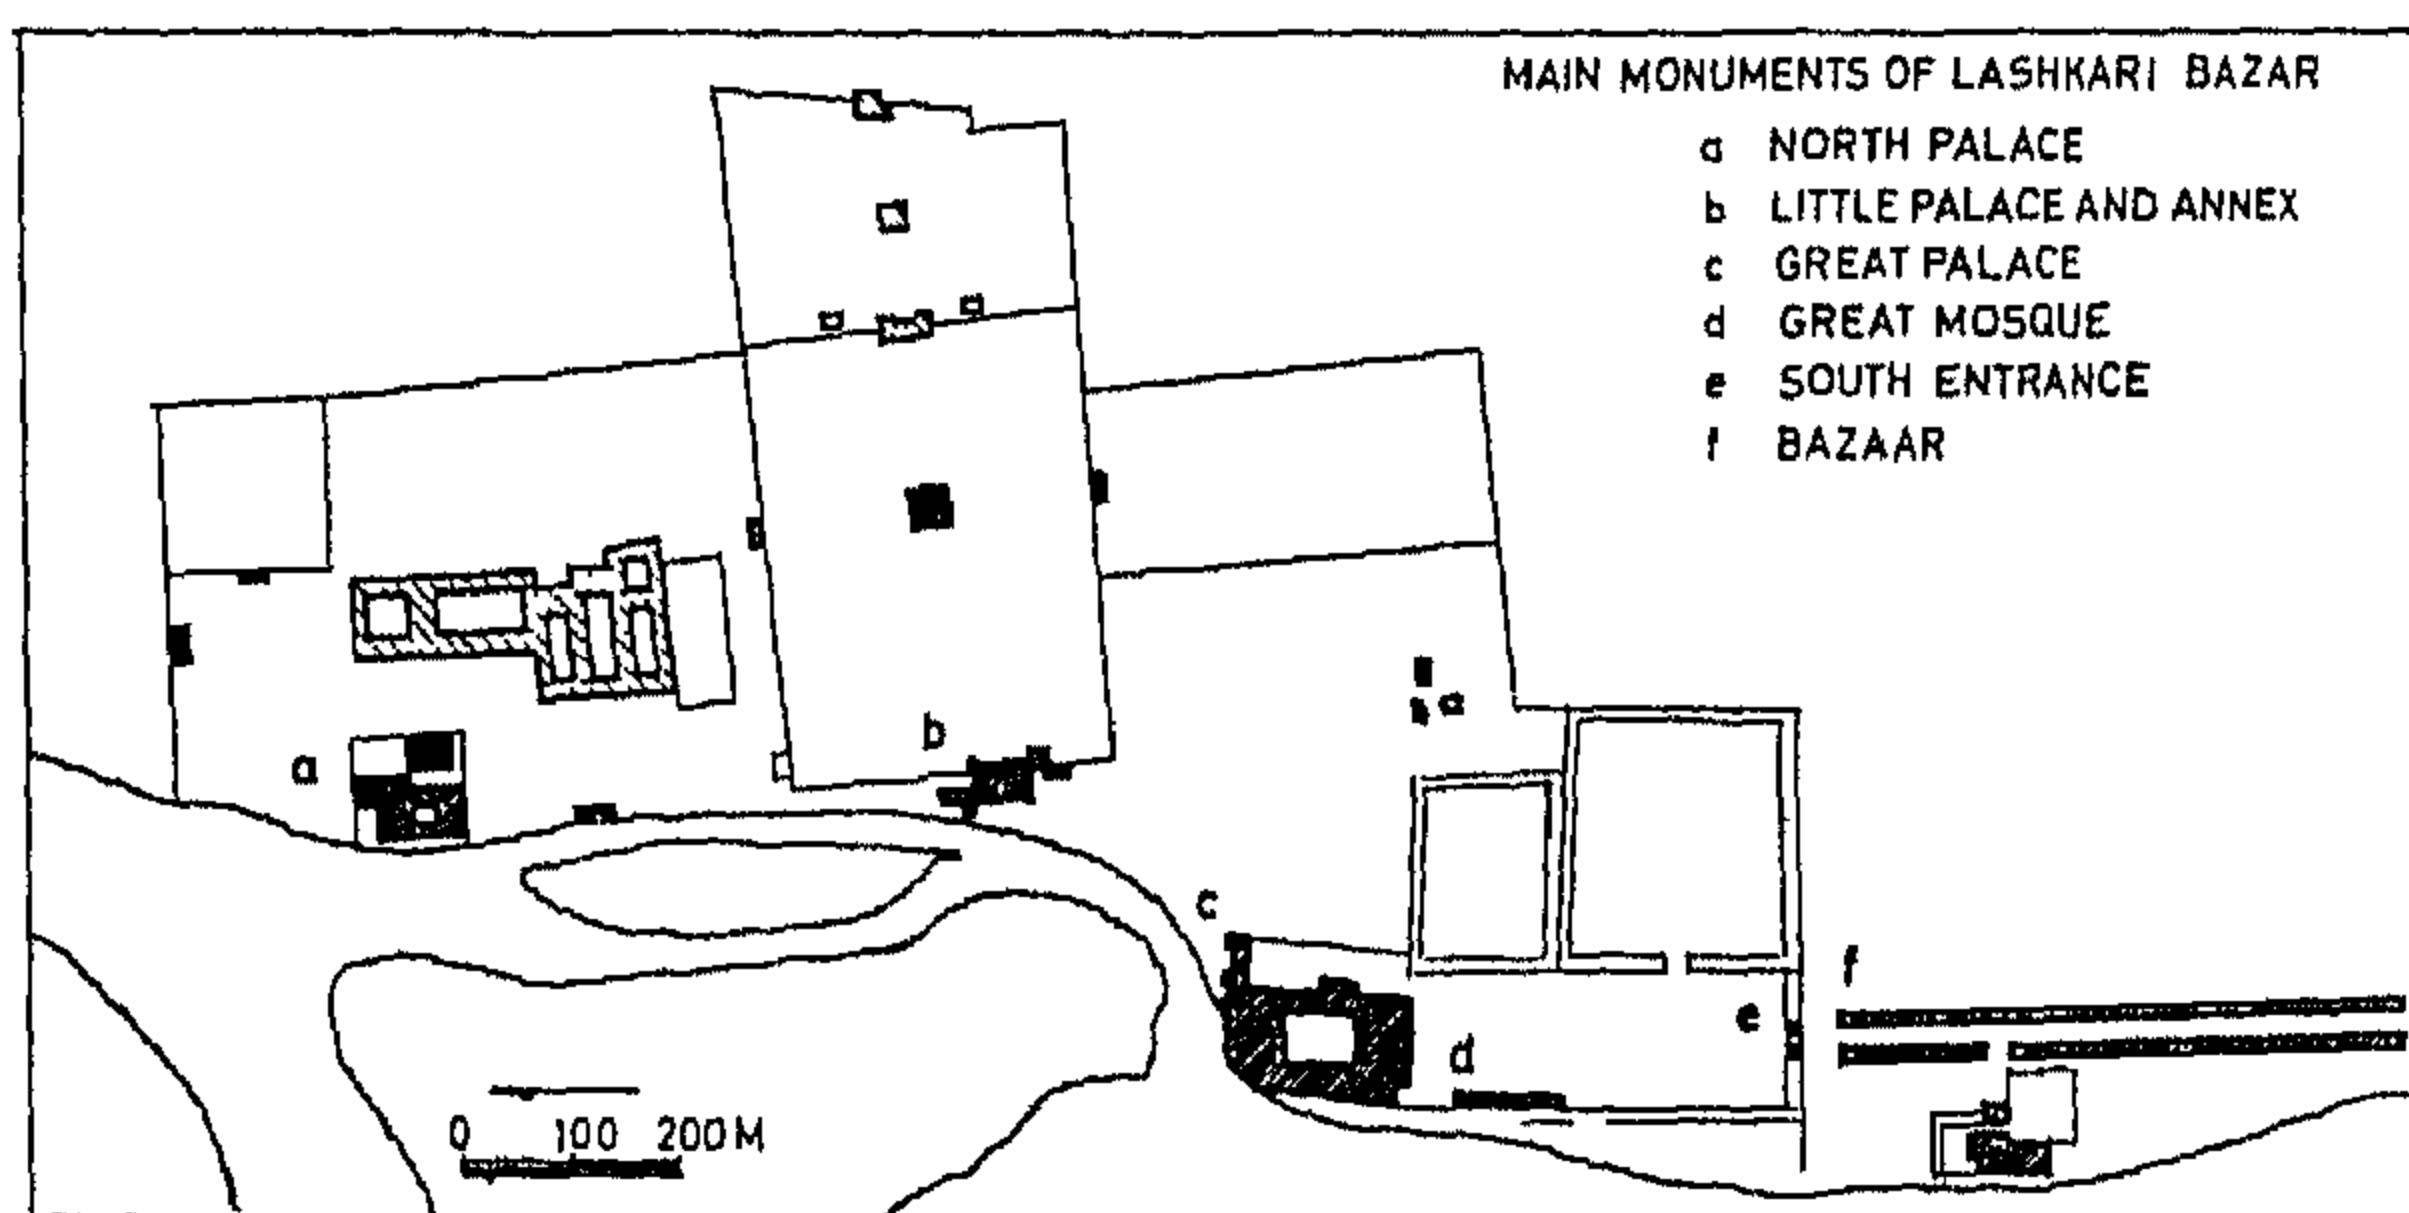 MAIN MONUMENTS OF LASHKARI BAZAR
a NORTH PALACE
b LITTLE PALACE AND ANNEX
c GREAT PALACE
d GREAT MOSQUE
e SOUTH ENTRANCE
f BAZAAR
a
b
a
c
d
e
f
0 100 200 M